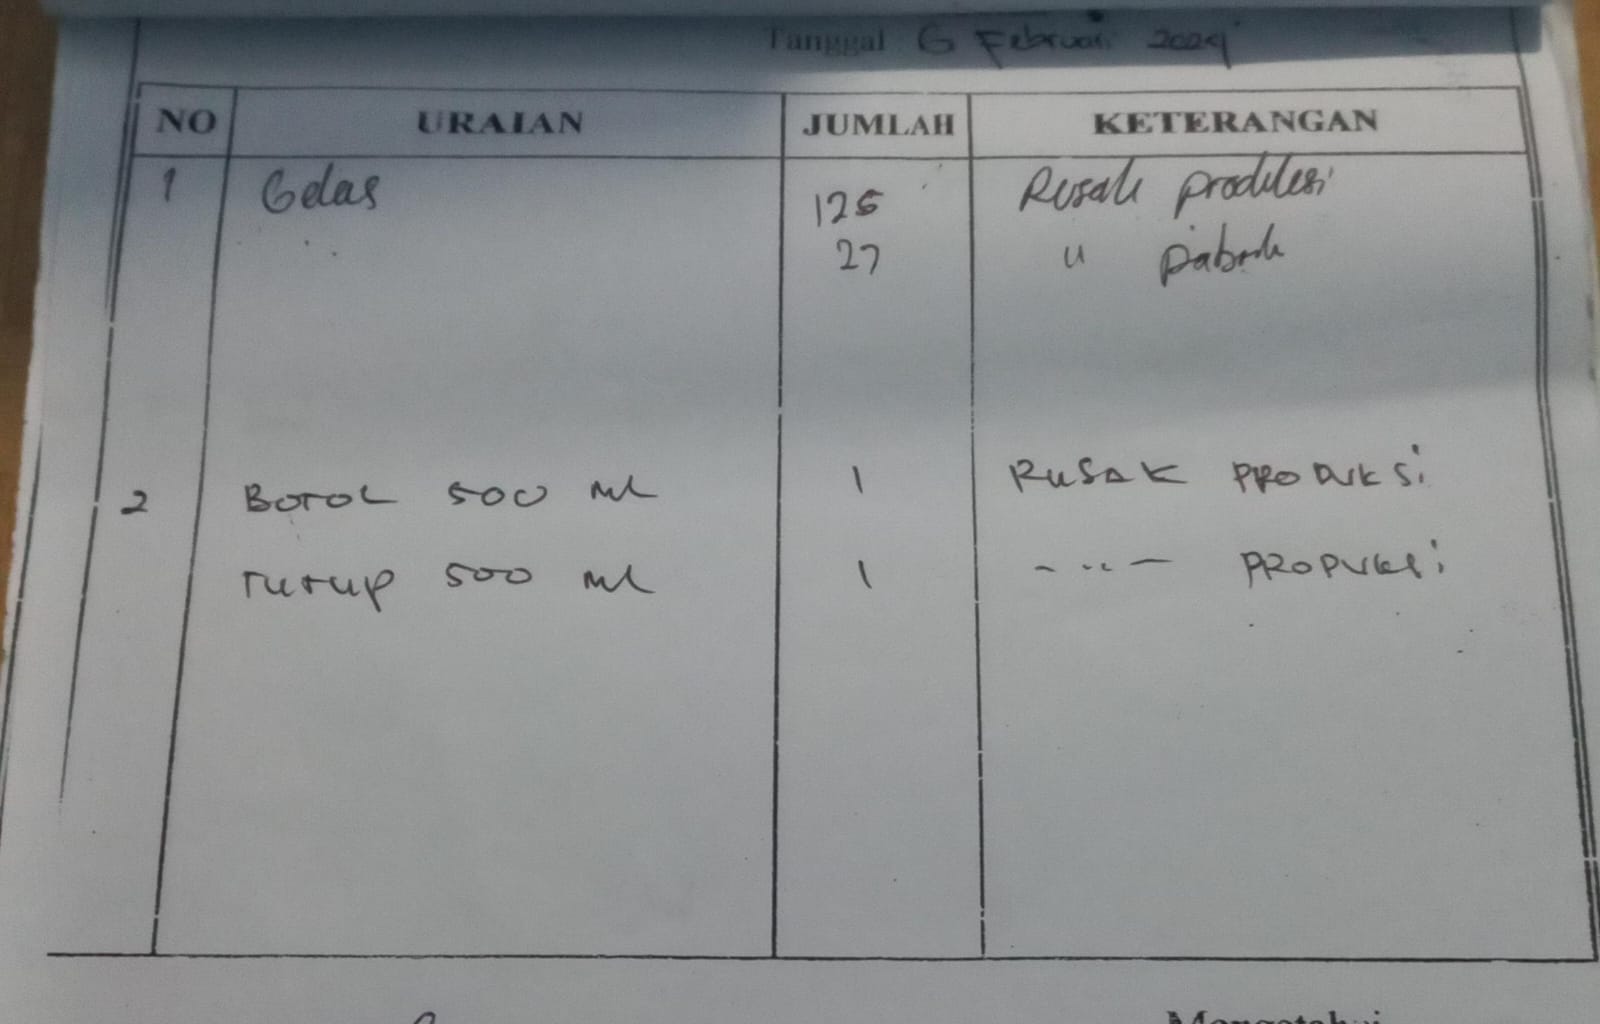 Tanggal 6 Februari 2024
NO URAIAN JUMLAH KETERANGAN
1 Gelas 125 Rusak produksi
27 " pabrik
2 BOTOL 500 ml 1 RUSAK PRODUKSI
TUTUP 500 ml 1 - .. - PRODUKSI
Mengetahui